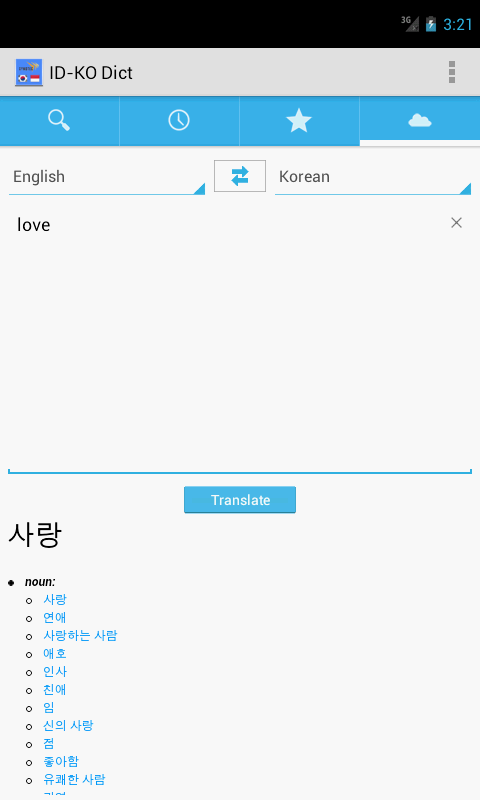 3G
3:21
ID-KO Dict
English
Korean
love
Translate
사랑
noun:
사랑
연애
사랑하는 사람
애호
인사
친애
임
신의 사랑
점
좋아함
유쾌한 사람